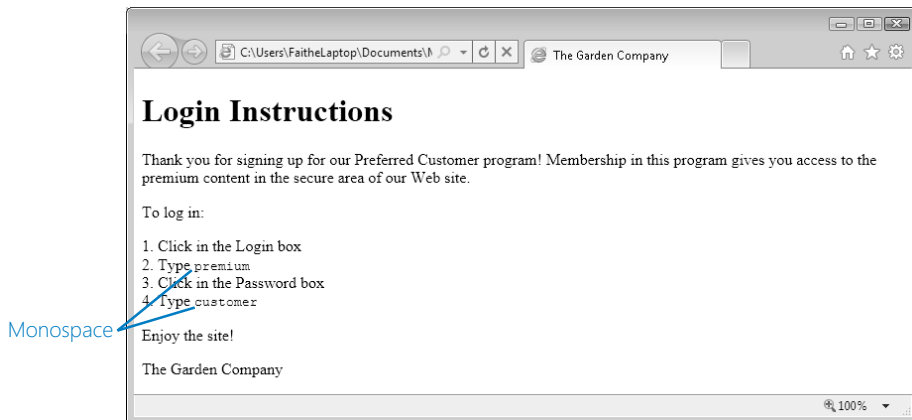 C:\Users\FaitheLaptop\Documents\
The Garden Company
Login Instructions
Thank you for signing up for our Preferred Customer program! Membership in this program gives you access to the
premium content in the secure area of our Web site.
To log in:
1. Click in the Login box
2. Type premium
3. Click in the Password box
4. Type customer
Monospace
Enjoy the site!
The Garden Company
100%